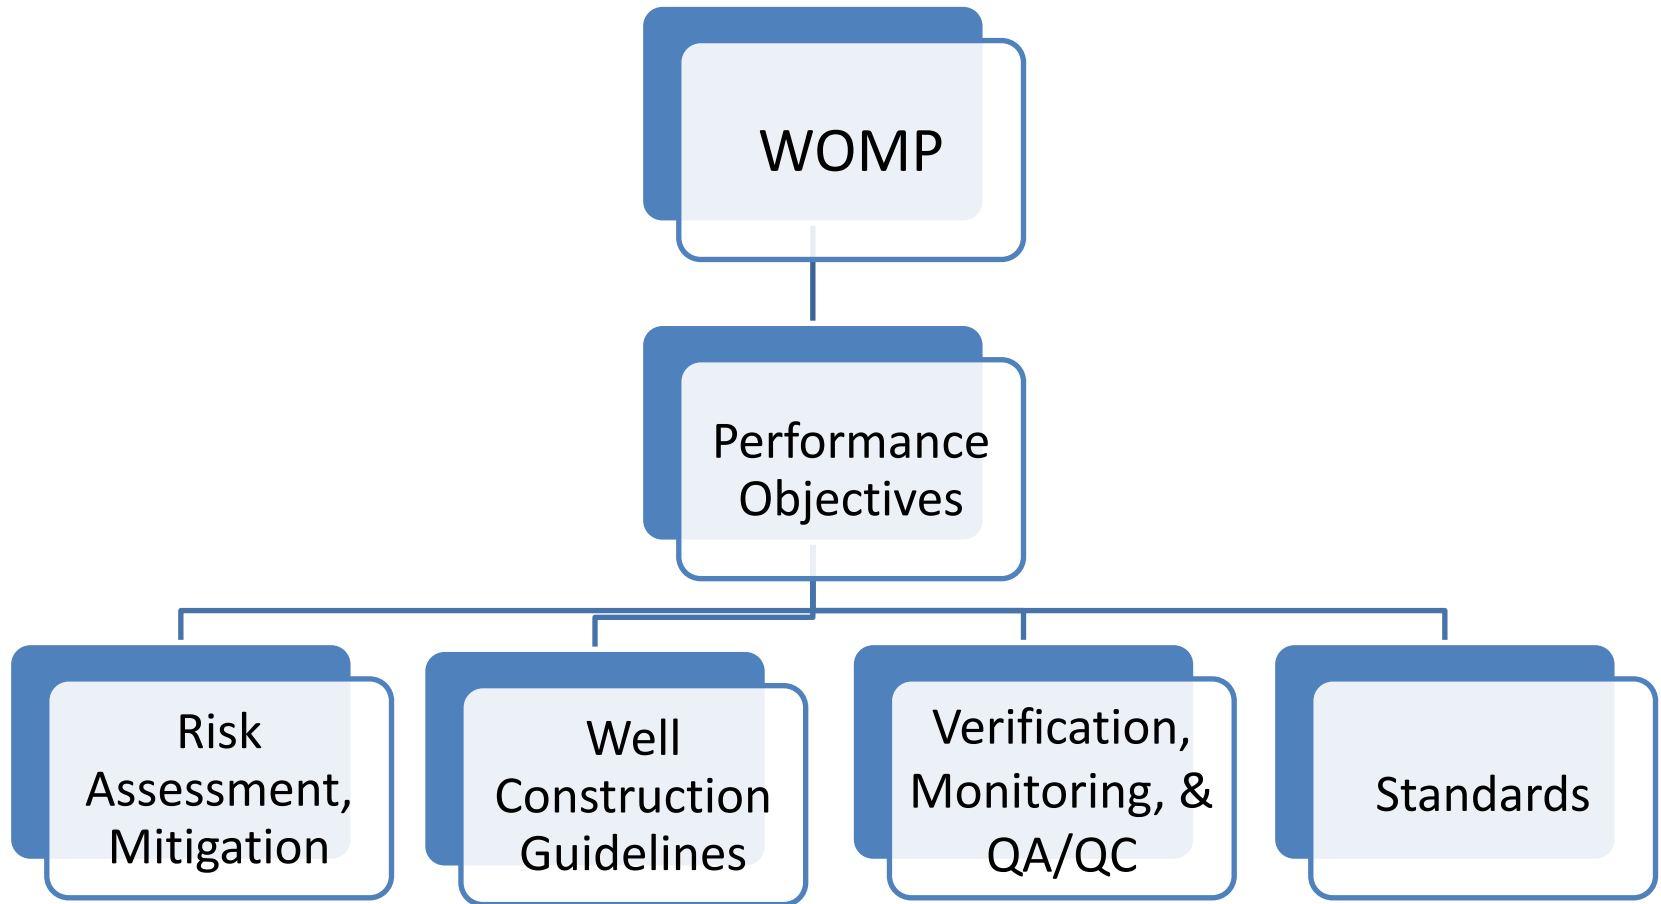 WOMP
Performance
Objectives
Risk
Assessment,
Mitigation
Well
Construction
Guidelines
Verification,
Monitoring, &
QA/QC
Standards